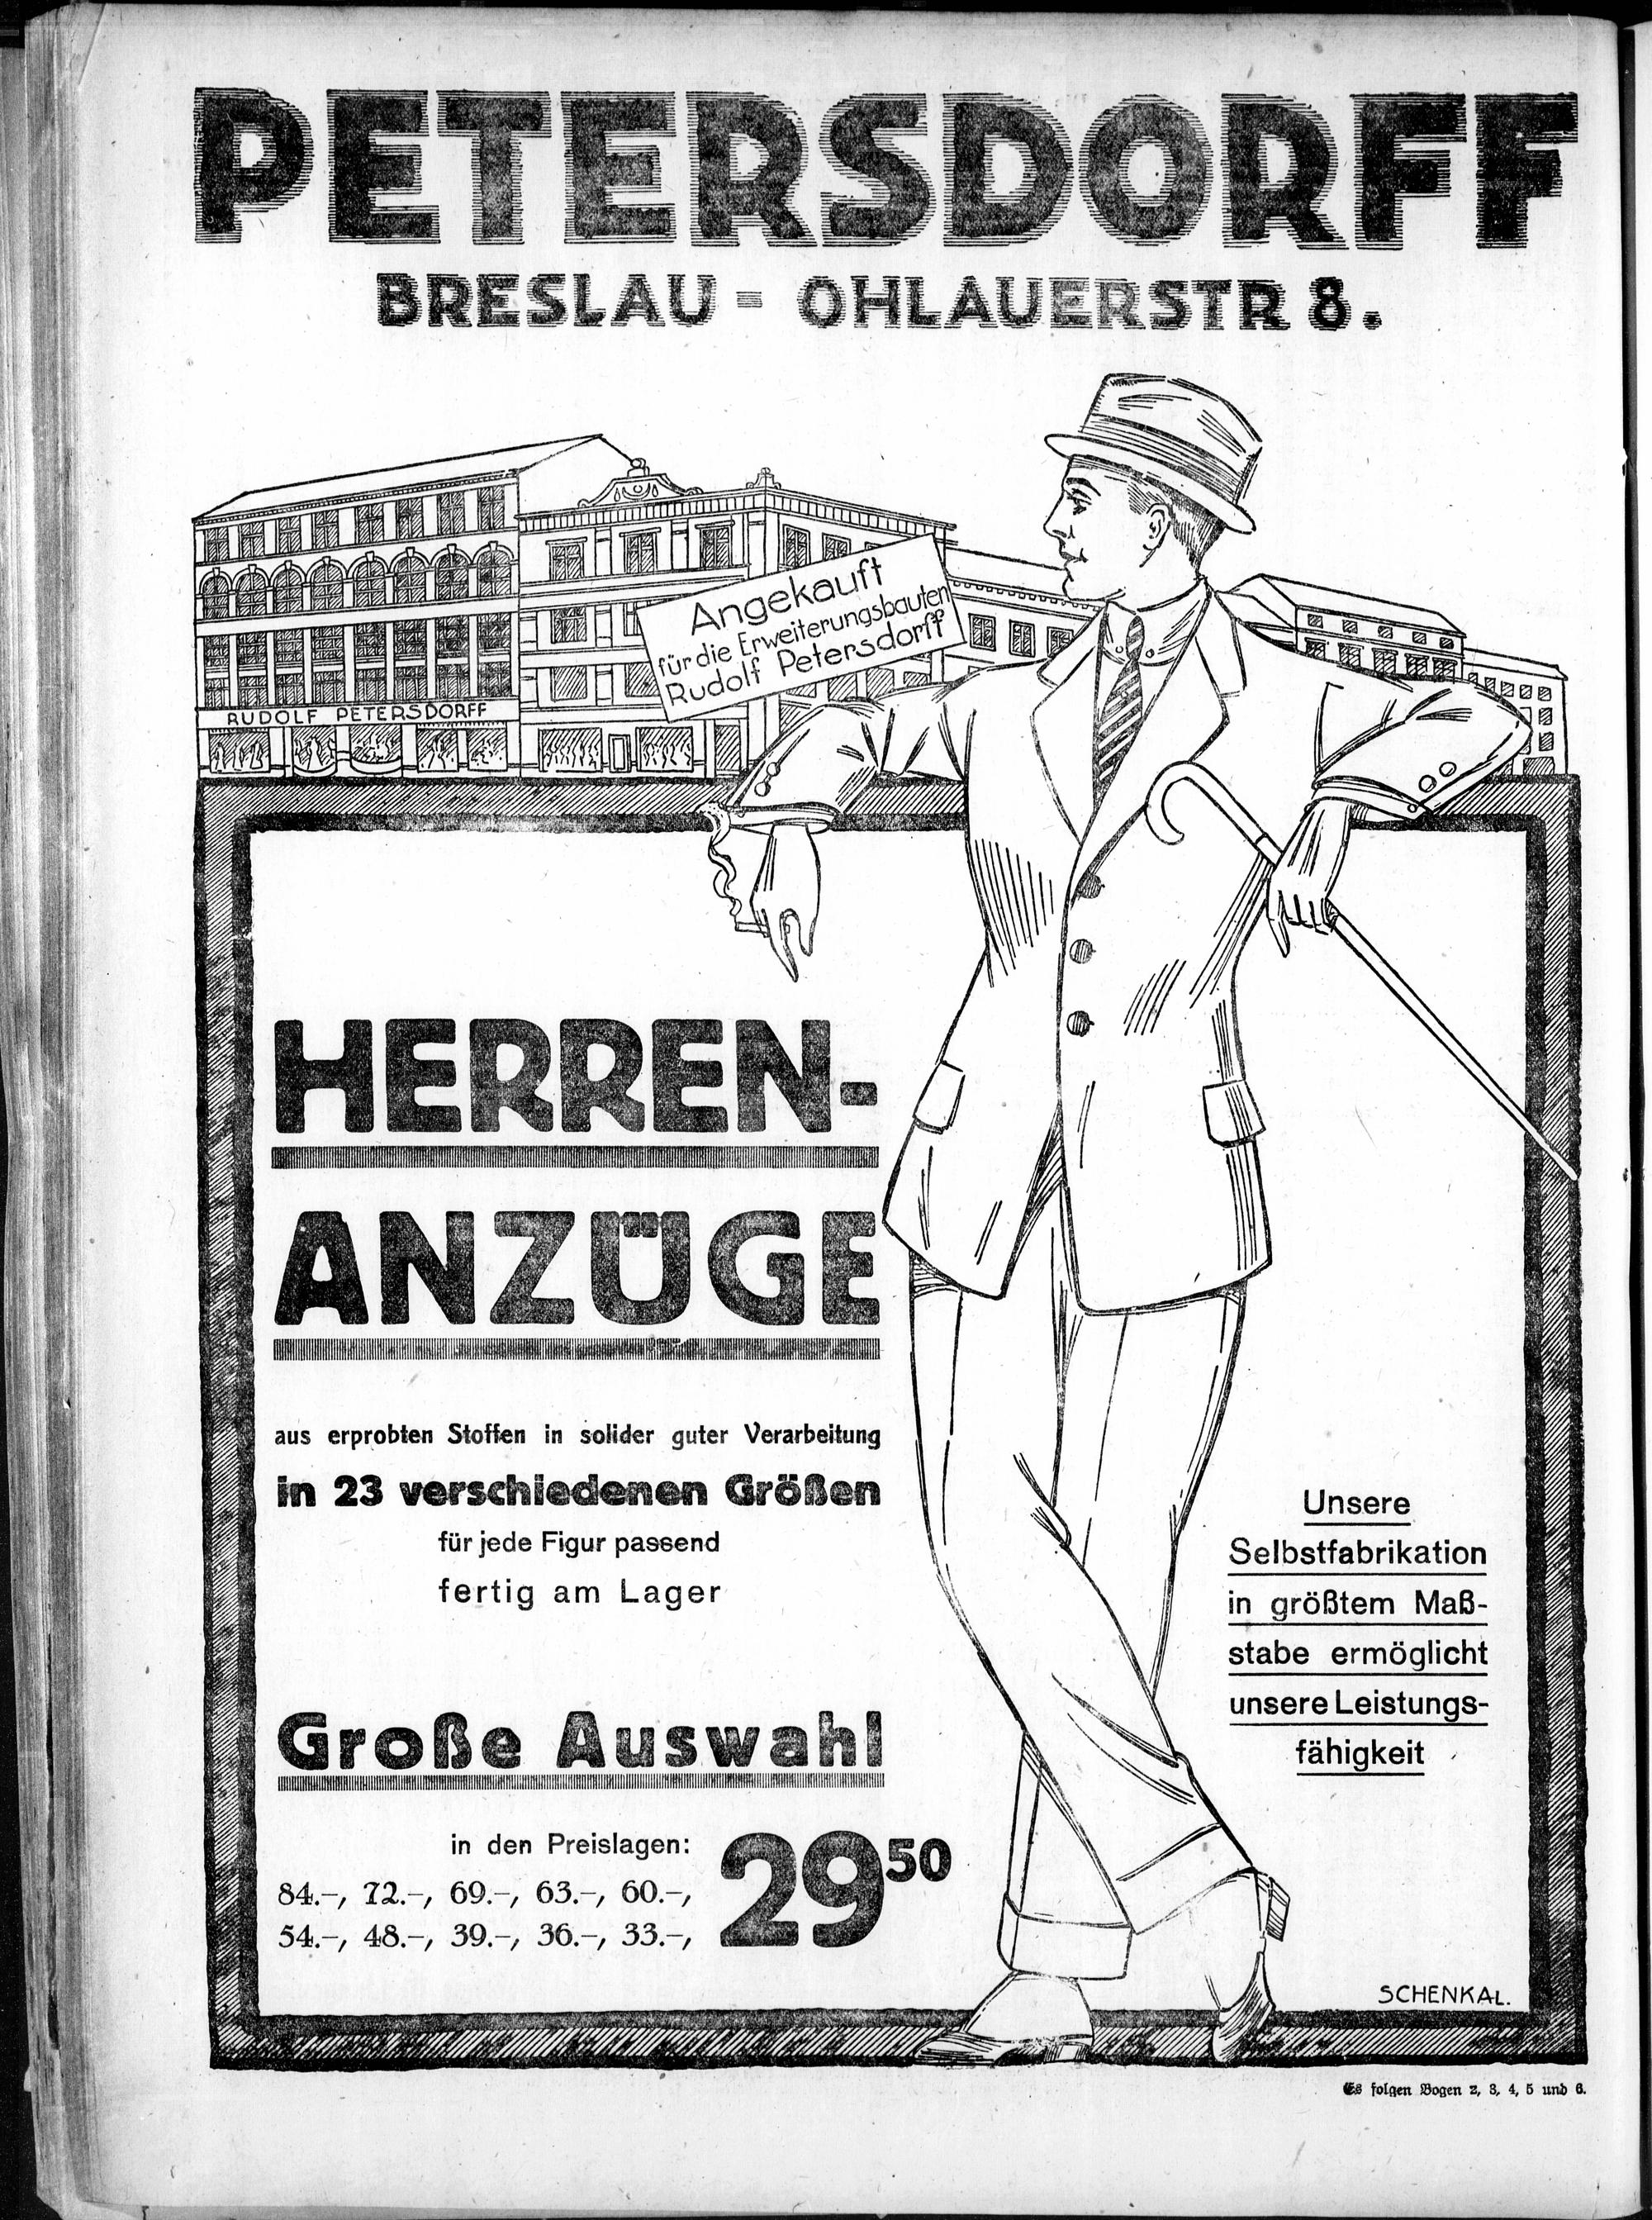 PETERSDORFF
BRESLAU = OHLAUERSTR 8.
Angekauft
für die Erweiterungsbauten
Rudolf Petersdorff
RUDOLF PETERSDORFF
HERREN-
ANZÜGE
aus erprobten Stoffen in solider guter Verarbeitung
in 23 verschiedenen Größen
für jede Figur passend
fertig am Lager
Große Auswahl
in den Preislagen:
84.-, 72.-, 69.-, 63.-, 60.-,
54.-, 48.-, 39.-, 36.-, 33.-,
29 50
Unsere
Selbstfabrikation
in größtem Maß-
stabe ermöglicht
unsere Leistungs-
fähigkeit
SCHENKAL.
Es folgen Bogen 2, 3, 4, 5 und 6.